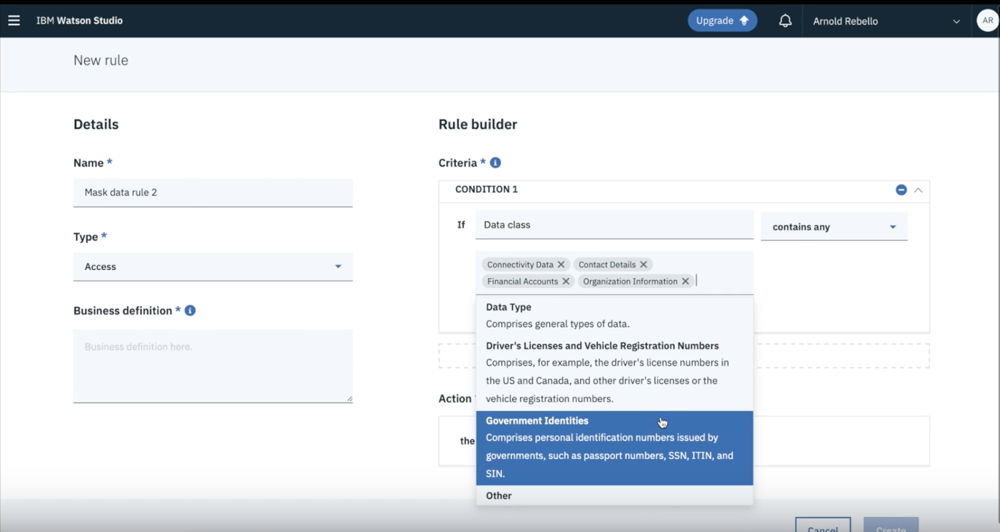 IBM Watson Studio
Upgrade
Arnold Rebello
AR
New rule
Details
Name *
Mask data rule 2
Type *
Access
Business definition *
Business definition here.
Rule builder
Criteria *
CONDITION 1
If
Data class
contains any
Connectivity Data
Contact Details
Financial Accounts
Organization Information
Data Type
Comprises general types of data.
Driver's Licenses and Vehicle Registration Numbers
Comprises, for example, the driver's license numbers in
the US and Canada, and other driver's licenses or the
vehicle registration numbers.
Action
the
Government Identities
Comprises personal identification numbers issued by
governments, such as passport numbers, SSN, ITIN, and
SIN.
Other
Cancel
Create